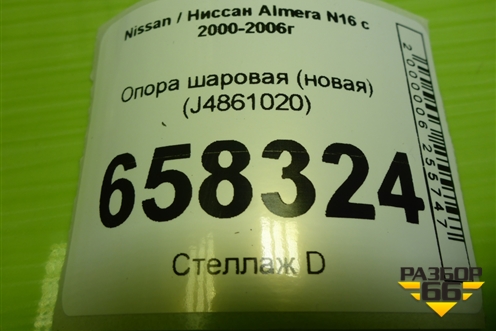 Nissan / Ниссан Almera N16 с
2000-2006г
Опора шаровая (новая)
(J4861020)
658324
Стеллаж D
2000006255747
РАЗБОР
66